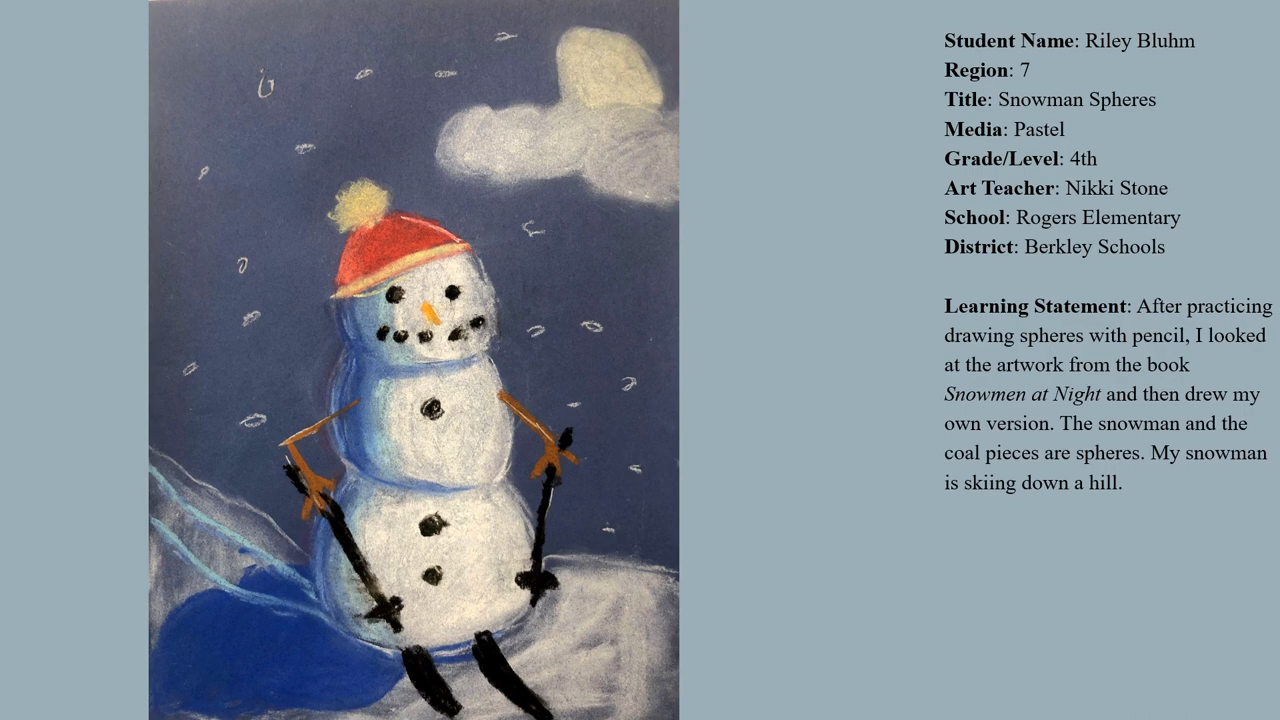 Student Name: Riley Bluhm
Region: 7
Title: Snowman Spheres
Media: Pastel
Grade/Level: 4th
Art Teacher: Nikki Stone
School: Rogers Elementary
District: Berkley Schools
Learning Statement: After practicing
drawing spheres with pencil, I looked
at the artwork from the book
Snowmen at Night and then drew my
own version. The snowman and the
coal pieces are spheres. My snowman
is skiing down a hill.